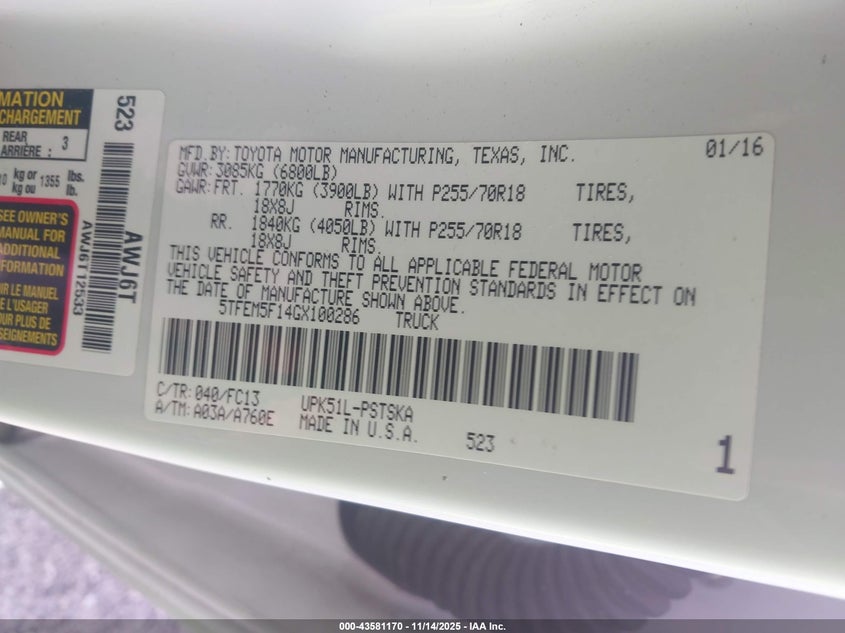 MATION
CHARGEMENT
REAR
ARRIÈRE : 3
kg or 1355 lbs.
kg ou lb.
SEE OWNER'S
MANUAL FOR
ADDITIONAL
INFORMATION
LE MANUEL
DE L'USAGER
POUR PLUS DE
SEIGNEMENTS
523
AWJ6T
AWJ6T12533
MFD.BY:TOYOTA MOTOR MANUFACTURING, TEXAS, INC. 01/16
GVWR:3085KG (6800LB)
GAWR:FRT. 1770KG (3900LB) WITH P255/70R18 TIRES,
18X8J RIMS.
RR. 1840KG (4050LB) WITH P255/70R18 TIRES,
18X8J RIMS.
THIS VEHICLE CONFORMS TO ALL APPLICABLE FEDERAL MOTOR
VEHICLE SAFETY AND THEFT PREVENTION STANDARDS IN EFFECT ON
THE DATE OF MANUFACTURE SHOWN ABOVE.
5TFEM5F14GX100286 TRUCK
C/TR:040/FC13 UPK51L-PSTSKA
A/TM:A03A/A760E MADE IN U.S.A. 523 1
000-43581170 — 11/14/2025 — IAA Inc.